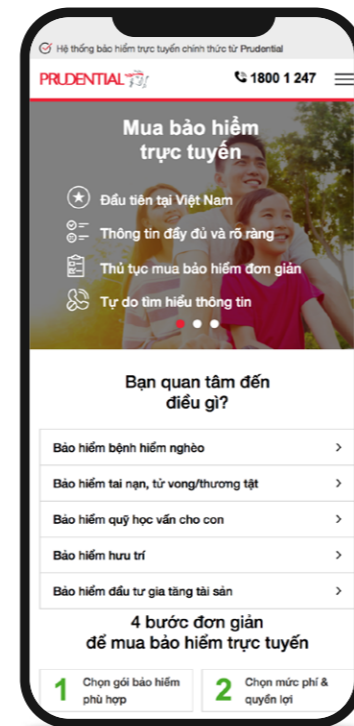 Hệ thống bảo hiểm trực tuyến chính thức từ Prudential
PRUDENTIAL
1800 1 247
Mua bảo hiểm
trực tuyến
Đầu tiên tại Việt Nam
Thông tin đầy đủ và rõ ràng
Thủ tục mua bảo hiểm đơn giản
Tự do tìm hiểu thông tin
Bạn quan tâm đến
điều gì?
Bảo hiểm bệnh hiểm nghèo
Bảo hiểm tai nạn, tử vong/thương tật
Bảo hiểm quỹ học vấn cho con
Bảo hiểm hưu trí
Bảo hiểm đầu tư gia tăng tài sản
4 bước đơn giản
để mua bảo hiểm trực tuyến
1 Chọn gói bảo hiểm
phù hợp
2 Chọn mức phí &
quyền lợi